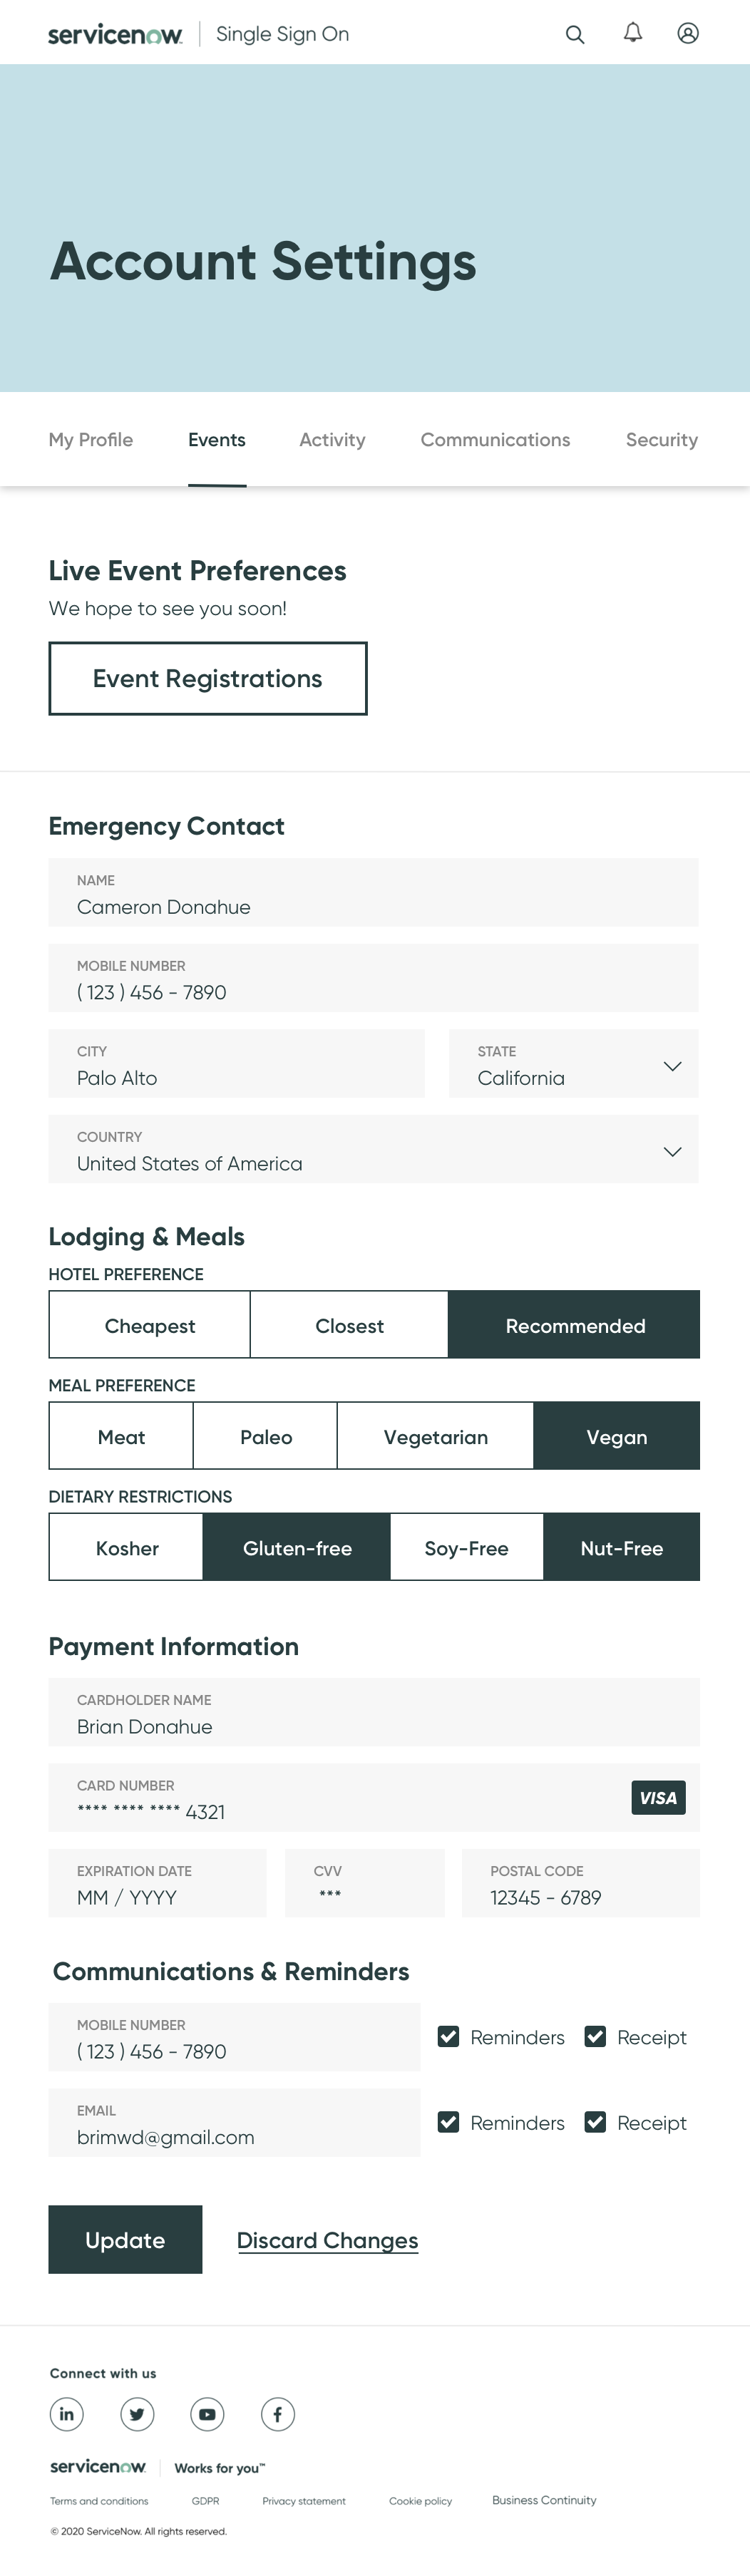 servicenow. Single Sign On
Account Settings
My Profile Events Activity Communications Security
Live Event Preferences
We hope to see you soon!
Event Registrations
Emergency Contact
NAME
Cameron Donahue
MOBILE NUMBER
( 123 ) 456 - 7890
CITY STATE
Palo Alto California
COUNTRY
United States of America
Lodging & Meals
HOTEL PREFERENCE
Cheapest Closest Recommended
MEAL PREFERENCE
Meat Paleo Vegetarian Vegan
DIETARY RESTRICTIONS
Kosher Gluten-free Soy-Free Nut-Free
Payment Information
CARDHOLDER NAME
Brian Donahue
CARD NUMBER
**** **** **** 4321 VISA
EXPIRATION DATE CVV POSTAL CODE
MM / YYYY *** 12345 - 6789
Communications & Reminders
MOBILE NUMBER
( 123 ) 456 - 7890 Reminders Receipt
EMAIL
brimwd@gmail.com Reminders Receipt
Update Discard Changes
Connect with us
servicenow. Works for you™
Terms and conditions GDPR Privacy statement Cookie policy Business Continuity
© 2020 ServiceNow. All rights reserved.